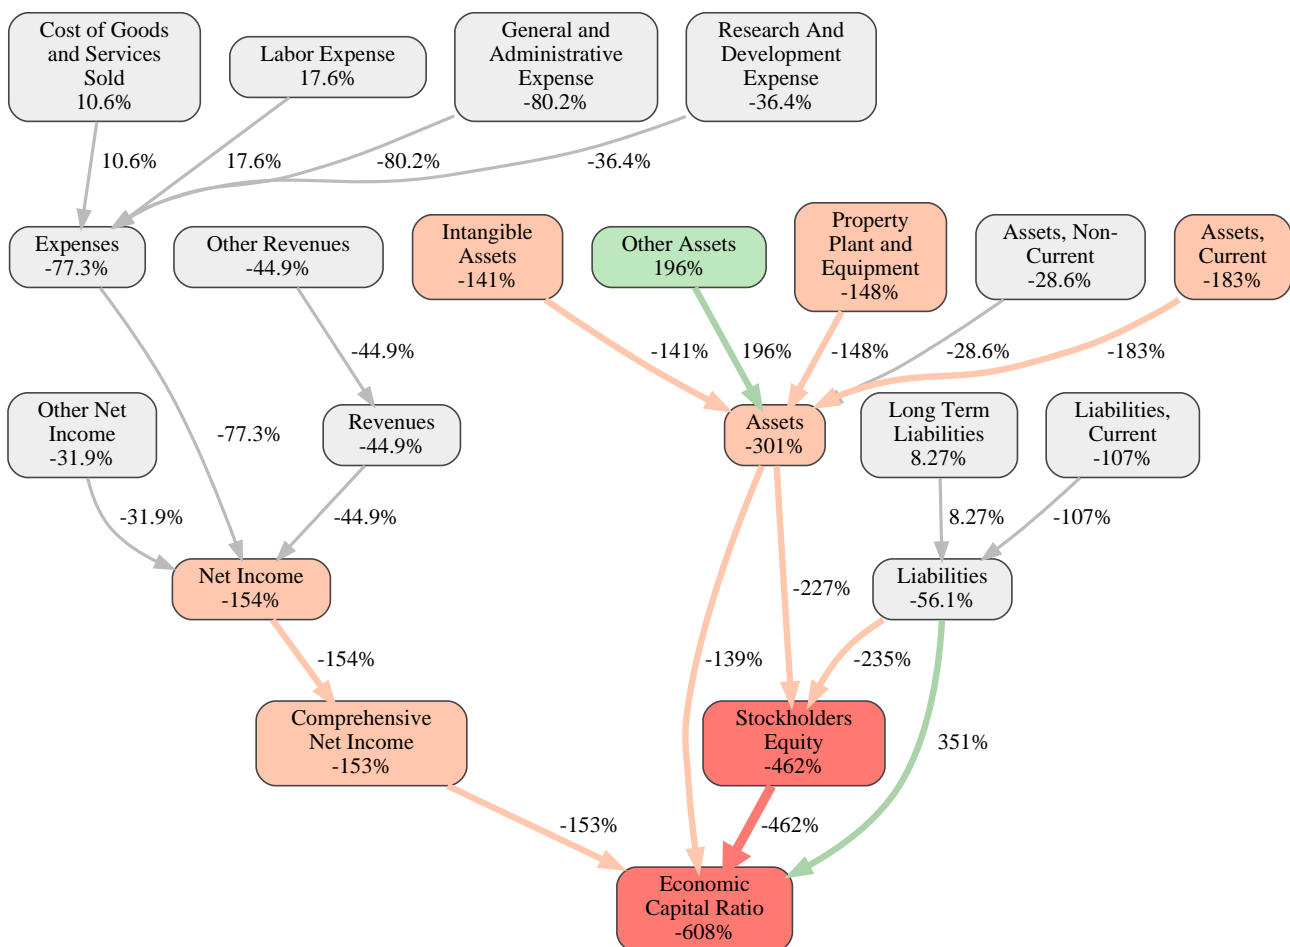 Cost of Goods
and Services
Sold
10.6%
Labor Expense
17.6%
General and
Administrative
Expense
-80.2%
Research And
Development
Expense
-36.4%
10.6%
17.6%
-80.2%
-36.4%
Expenses
-77.3%
Other Revenues
-44.9%
Intangible
Assets
-141%
Other Assets
196%
Property
Plant and
Equipment
-148%
Assets, Non-
Current
-28.6%
Assets,
Current
-183%
-44.9%
-141%
196%
-148%
-28.6%
-183%
Other Net
Income
-31.9%
-77.3%
Revenues
-44.9%
Assets
-301%
Long Term
Liabilities
8.27%
Liabilities,
Current
-107%
-31.9%
-44.9%
8.27%
-107%
Net Income
-154%
-227%
Liabilities
-56.1%
-154%
-139%
-235%
Comprehensive
Net Income
-153%
Stockholders
Equity
-462%
351%
-153%
-462%
Economic
Capital Ratio
-608%